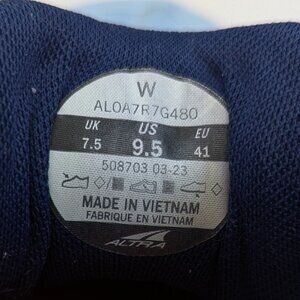 W
AL0A7R7G480
UK US EU
7.5 9.5 41
508703 03-23
MADE IN VIETNAM
FABRIQUE EN VIETNAM
ALTRA